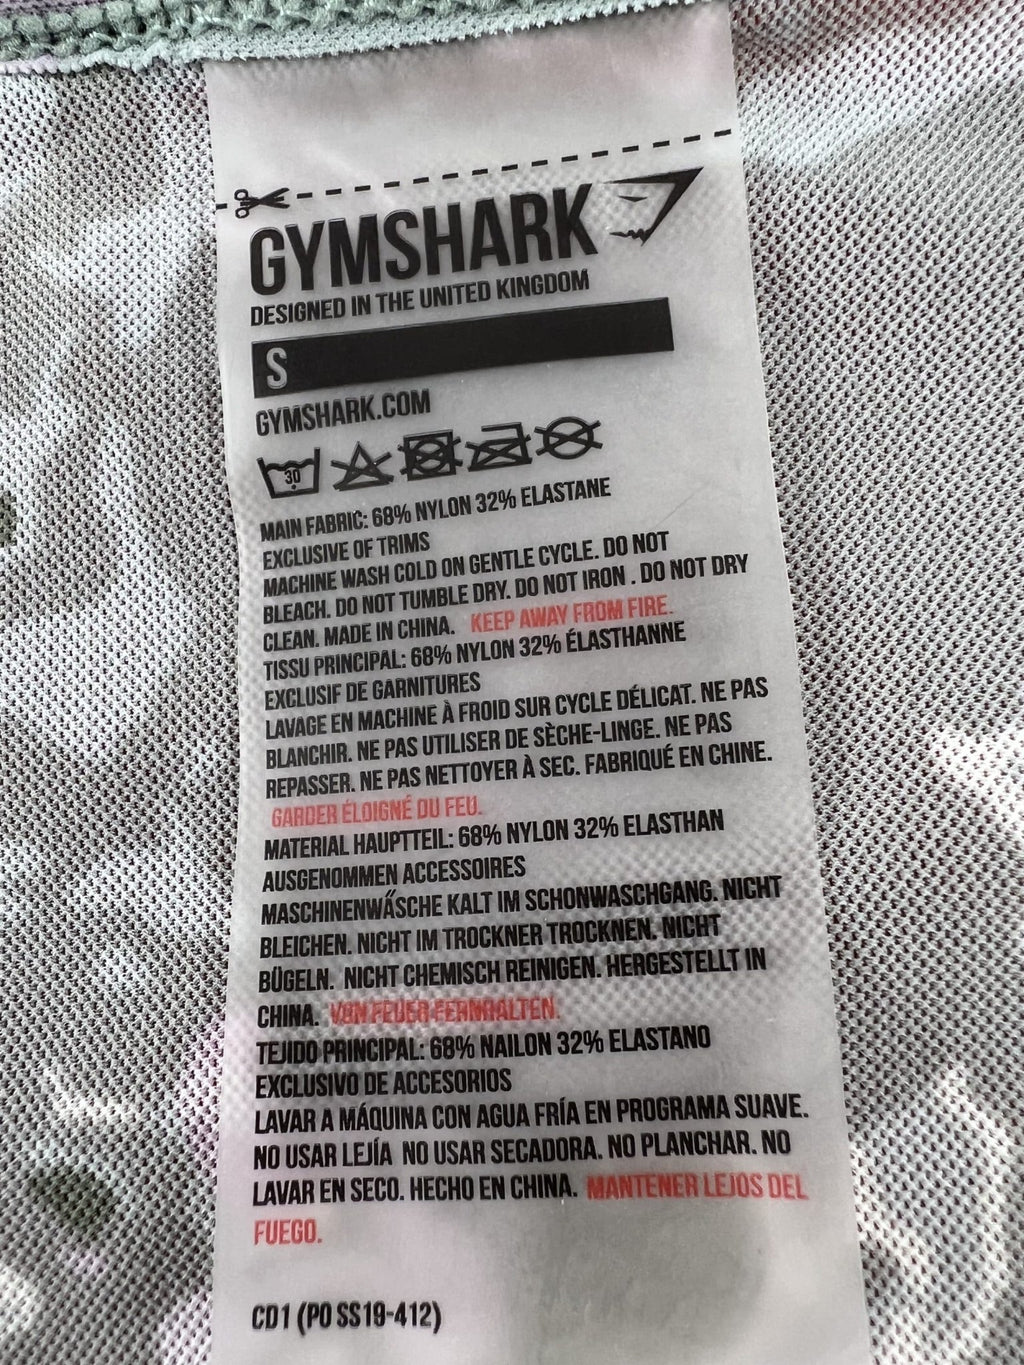 GYMSHARK
DESIGNED IN THE UNITED KINGDOM
S
GYMSHARK.COM
30
MAIN FABRIC: 68% NYLON 32% ELASTANE
EXCLUSIVE OF TRIMS
MACHINE WASH COLD ON GENTLE CYCLE. DO NOT
BLEACH. DO NOT TUMBLE DRY. DO NOT IRON . DO NOT DRY
CLEAN. MADE IN CHINA. KEEP AWAY FROM FIRE.
TISSU PRINCIPAL: 68% NYLON 32% ÉLASTHANNE
EXCLUSIF DE GARNITURES
LAVAGE EN MACHINE À FROID SUR CYCLE DÉLICAT. NE PAS
BLANCHIR. NE PAS UTILISER DE SÈCHE-LINGE. NE PAS
REPASSER. NE PAS NETTOYER À SEC. FABRIQUÉ EN CHINE.
GARDER ÉLOIGNÉ DU FEU.
MATERIAL HAUPTTEIL: 68% NYLON 32% ELASTHAN
AUSGENOMMEN ACCESSOIRES
MASCHINENWA̋SCHE KALT IM SCHONWASCHGANG. NICHT
BLEICHEN. NICHT IM TROCKNER TROCKNEN. NICHT
BÜGELN. NICHT CHEMISCH REINIGEN. HERGESTELLT IN
CHINA. VON FEUER FERNHALTEN.
TEJIDO PRINCIPAL: 68% NAILON 32% ELASTANO
EXCLUSIVO DE ACCESORIOS
LAVAR A MÁQUINA CON AGUA FRÍA EN PROGRAMA SUAVE.
NO USAR LEJÍA NO USAR SECADORA. NO PLANCHAR. NO
LAVAR EN SECO. HECHO EN CHINA. MANTENER LEJOS DEL
FUEGO.
CD1 (PO SS19-412)